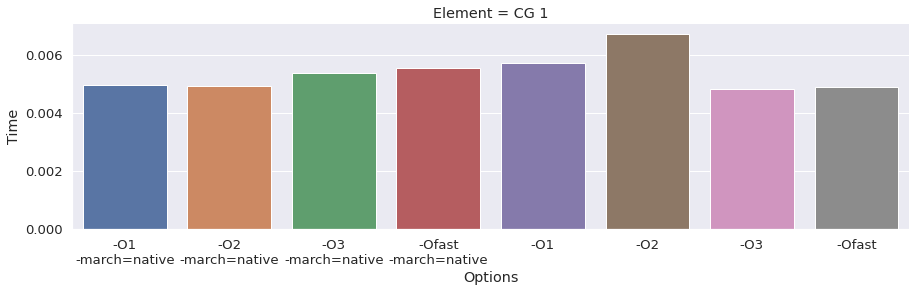 Element = CG 1
0.006
0.004
0.002
0.000
Time
-O1
-march=native
-O2
-march=native
-O3
-march=native
-Ofast
-march=native
-O1
-O2
-O3
-Ofast
Options